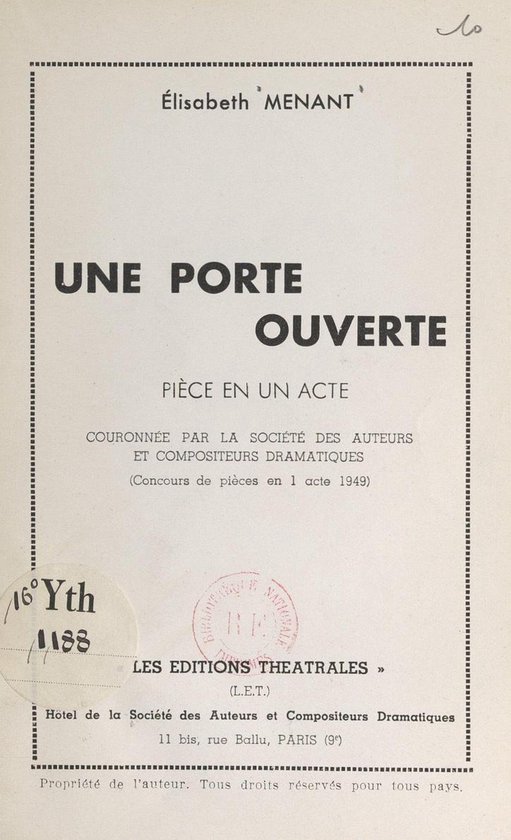 Élisabeth MENANT
UNE PORTE
OUVERTE
PIÈCE EN UN ACTE
COURONNÉE PAR LA SOCIÉTÉ DES AUTEURS
ET COMPOSITEURS DRAMATIQUES
(Concours de pièces en 1 acte 1949)
16° Yth
1188
BIBLIOTHÈQUE NATIONALE
LES EDITIONS THEATRALES »
(L.E.T.)
Hôtel de la Société des Auteurs et Compositeurs Dramatiques
11 bis, rue Ballu, PARIS (9e)
Propriété de l'auteur. Tous droits réservés pour tous pays.